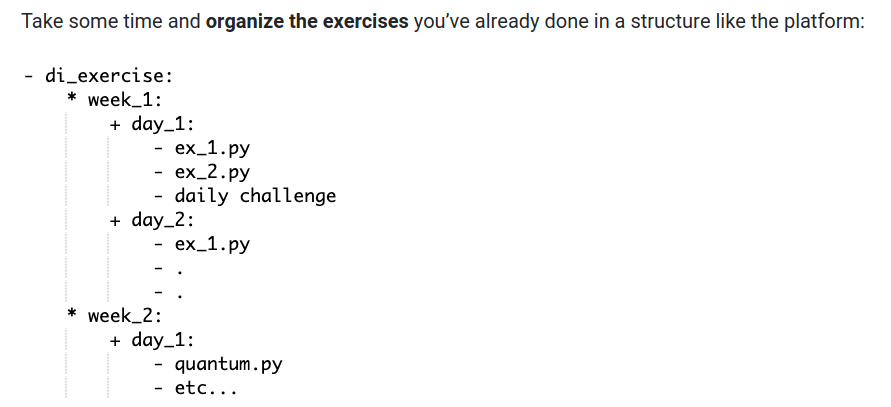 Take some time and organize the exercises you’ve already done in a structure like the platform:
- di_exercise:
* week_1:
+ day_1:
- ex_1.py
- ex_2.py
- daily challenge
+ day_2:
- ex_1.py
- .
- .
* week_2:
+ day_1:
- quantum.py
- etc...